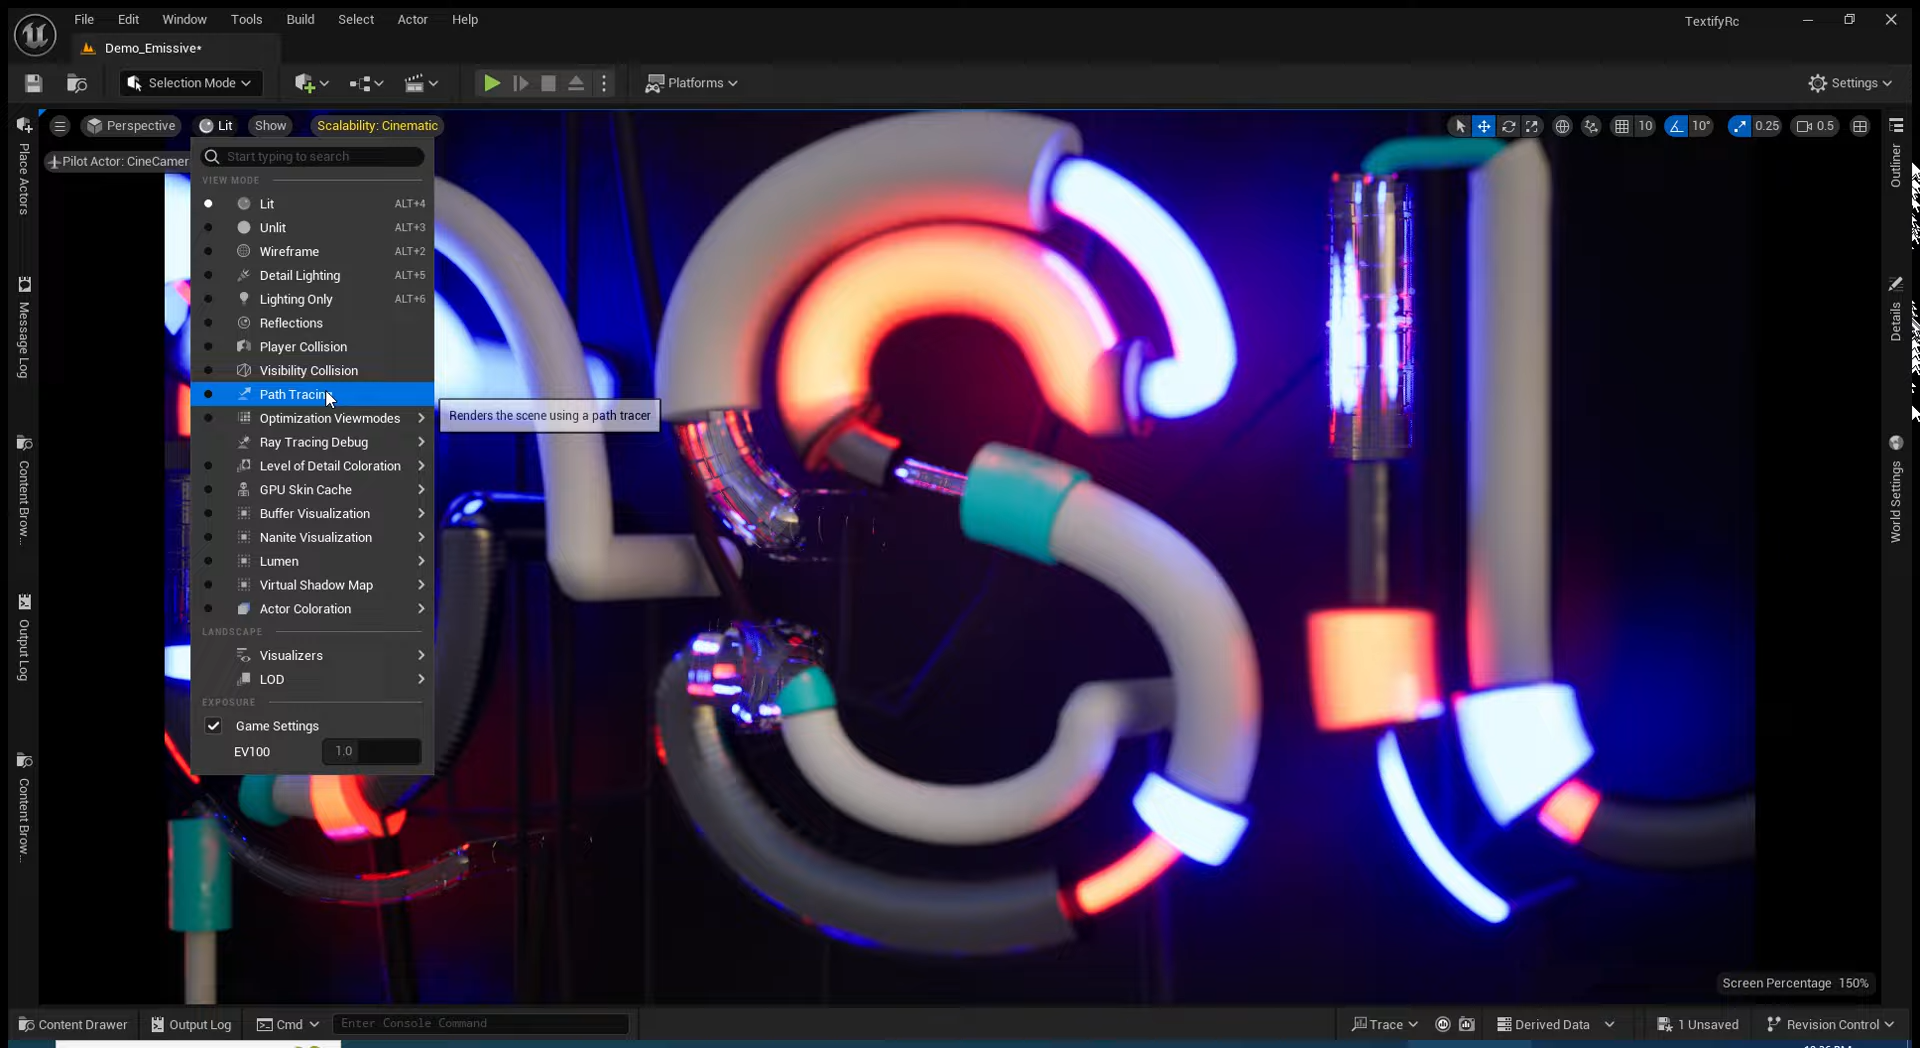 File Edit Window Tools Build Select Actor Help
TextifyRc
Demo_Emissive*
Selection Mode
Platforms
Settings
Perspective Lit Show Scalability: Cinematic
10 10° 0.25 0.5
Pilot Actor: CineCamer
Start typing to search
VIEW MODE
Lit ALT+4
Unlit ALT+3
Wireframe ALT+2
Detail Lighting ALT+5
Lighting Only ALT+6
Reflections
Player Collision
Visibility Collision
Path Tracing
Renders the scene using a path tracer
Optimization Viewmodes
Ray Tracing Debug
Level of Detail Coloration
GPU Skin Cache
Buffer Visualization
Nanite Visualization
Lumen
Virtual Shadow Map
Actor Coloration
LANDSCAPE
Visualizers
LOD
EXPOSURE
Game Settings
EV100 1.0
Place Actors
Message Log
Content Brow...
Output Log
Content Brow...
Outliner
Details
World Settings
Screen Percentage 150%
Content Drawer Output Log Cmd Enter Console Command
Trace Derived Data 1 Unsaved Revision Control